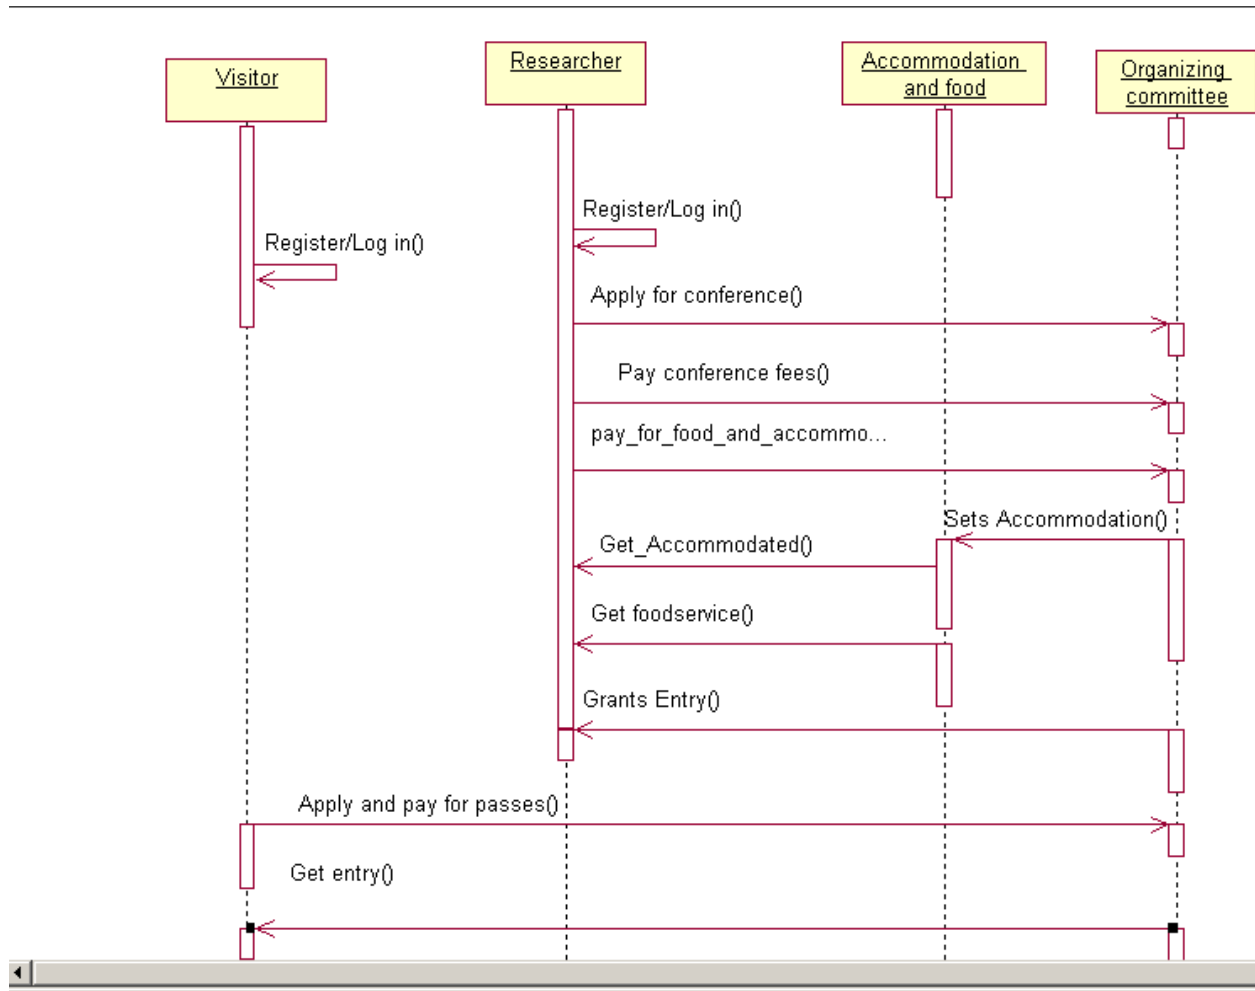 Visitor
Researcher
Accommodation
and food
Organizing
committee
Register/Log in()
Register/Log in()
Apply for conference()
Pay conference fees()
pay_for_food_and_accommo...
Sets Accommodation()
Get_Accommodated()
Get foodservice()
Grants Entry()
Apply and pay for passes()
Get entry()